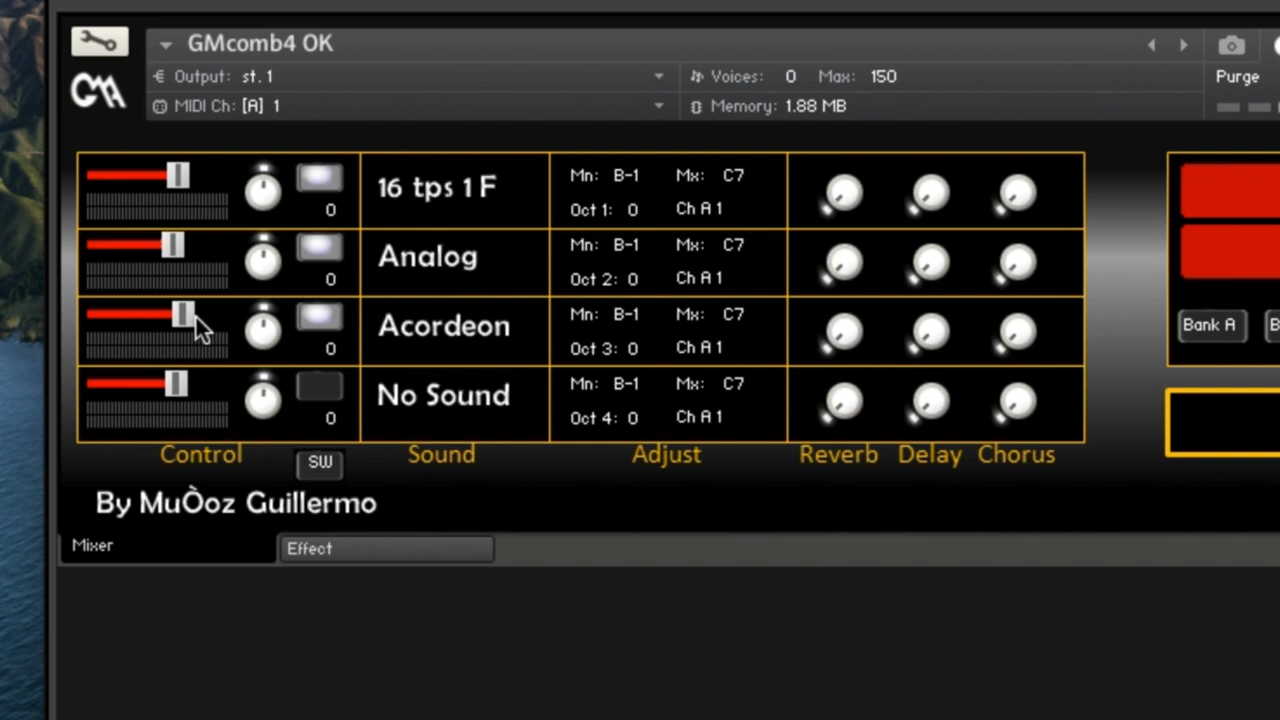 GMcomb4 OK
Output: st. 1
Voices: 0 Max: 150
Purge
MIDI Ch: [A] 1
Memory: 1.88 MB
GM
16 tps 1 F
Mn: B-1 Mx: C7
0
Oct 1: 0 Ch A 1
Analog
Mn: B-1 Mx: C7
0
Oct 2: 0 Ch A 1
Acordeon
Mn: B-1 Mx: C7
0
Oct 3: 0 Ch A 1
Bank A
No Sound
Mn: B-1 Mx: C7
0
Oct 4: 0 Ch A 1
Control
SW
Sound
Adjust
Reverb
Delay
Chorus
By MuÒoz Guillermo
Mixer
Effect